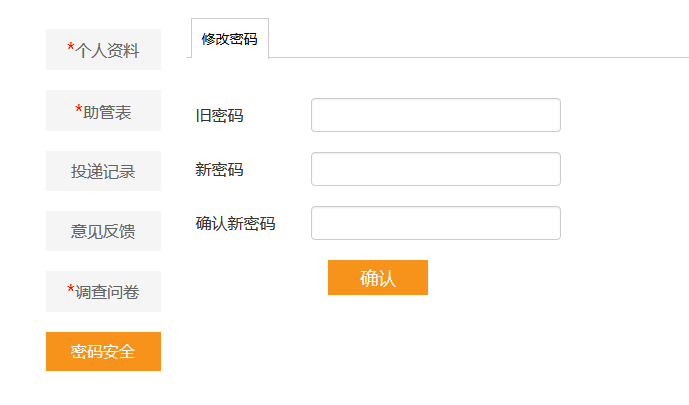 *个人资料
*助管表
投递记录
意见反馈
*调查问卷
密码安全
修改密码
旧密码
新密码
确认新密码
确认